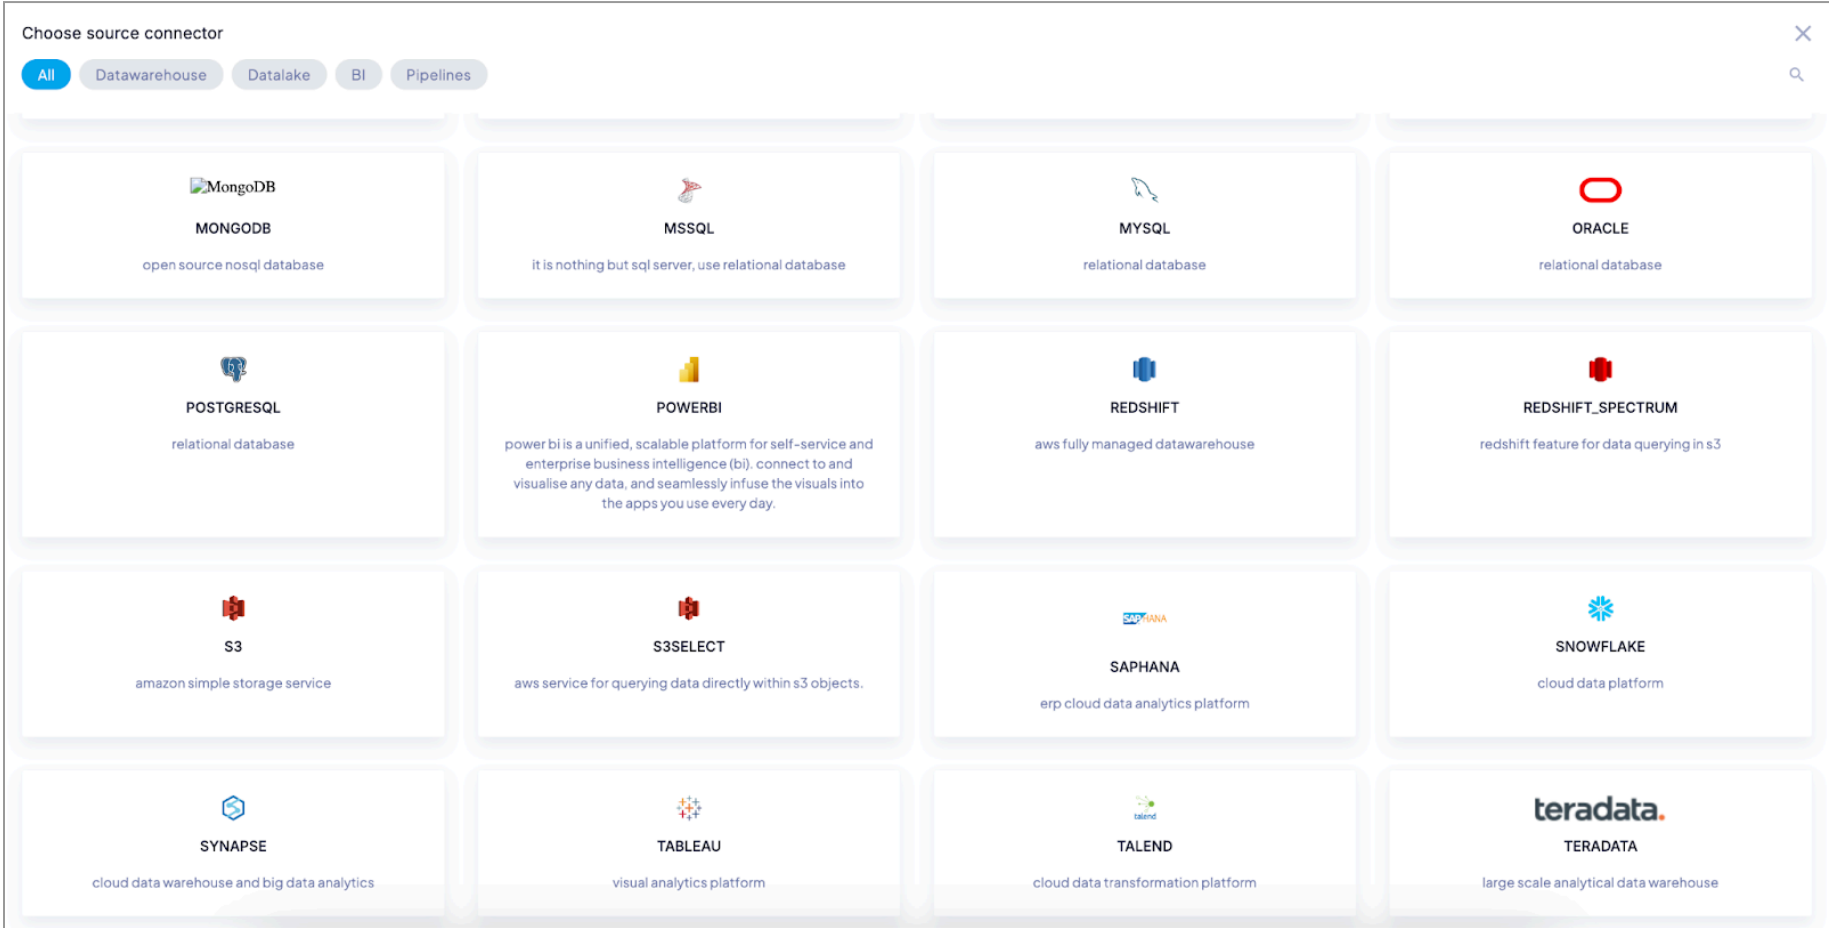 Choose source connector
All Datawarehouse Datalake BI Pipelines
MongoDB
MONGODB
open source nosql database
MSSQL
it is nothing but sql server, use relational database
MYSQL
relational database
ORACLE
relational database
POSTGRESQL
relational database
POWERBI
power bi is a unified, scalable platform for self-service and
enterprise business intelligence (bi). connect to and
visualise any data, and seamlessly infuse the visuals into
the apps you use every day.
REDSHIFT
aws fully managed datawarehouse
REDSHIFT_SPECTRUM
redshift feature for data querying in s3
S3
amazon simple storage service
S3SELECT
aws service for querying data directly within s3 objects.
SAP HANA
SAPHANA
erp cloud data analytics platform
SNOWFLAKE
cloud data platform
SYNAPSE
cloud data warehouse and big data analytics
TABLEAU
visual analytics platform
talend
TALEND
cloud data transformation platform
teradata.
TERADATA
large scale analytical data warehouse